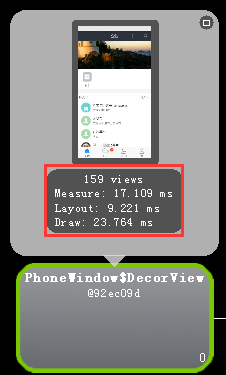 159 views
Measure: 17.109 ms
Layout: 9.221 ms
Draw: 23.764 ms
PhoneWindow$DecorView
@92ec09d
0